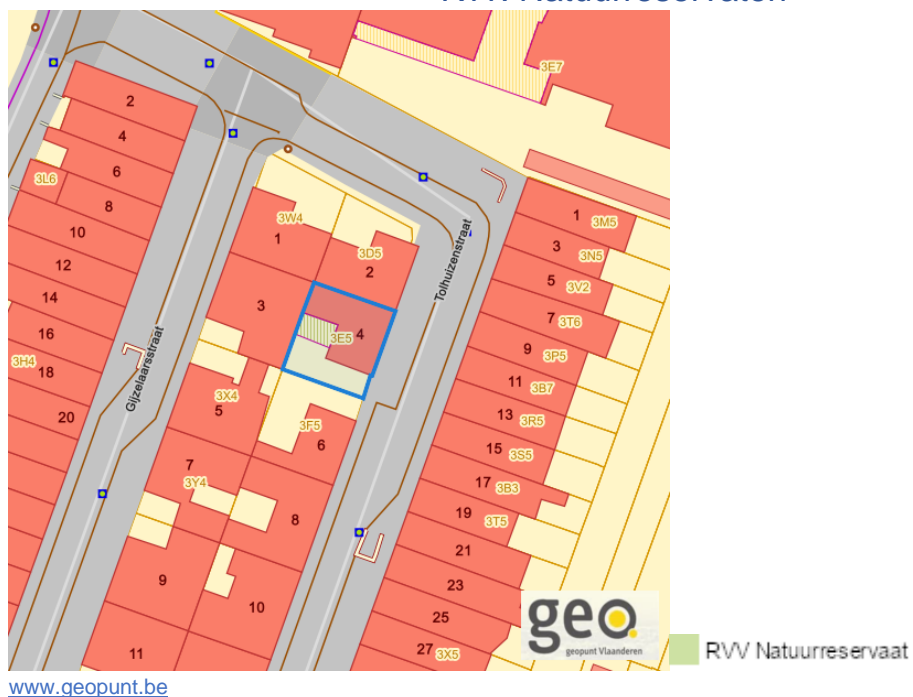 RVV Natuurreservaten
3E7
2
4
6
3L6
8
10
12
14
16
3H4
18
20
Gijzelaarsstraat
3W4
1
3D5
2
3
3E5
4
Tolhuizenstraat
3X4
5
3F5
6
7
3Y4
8
9
10
11
1
3M5
3
3N5
5
3V2
7
3T6
9
3P5
11
3B7
13
3R5
15
3S5
17
3B3
19
3T5
21
23
25
27
3X5
geo.
geopunt Vlaanderen
RVV Natuurreservaat
www.geopunt.be